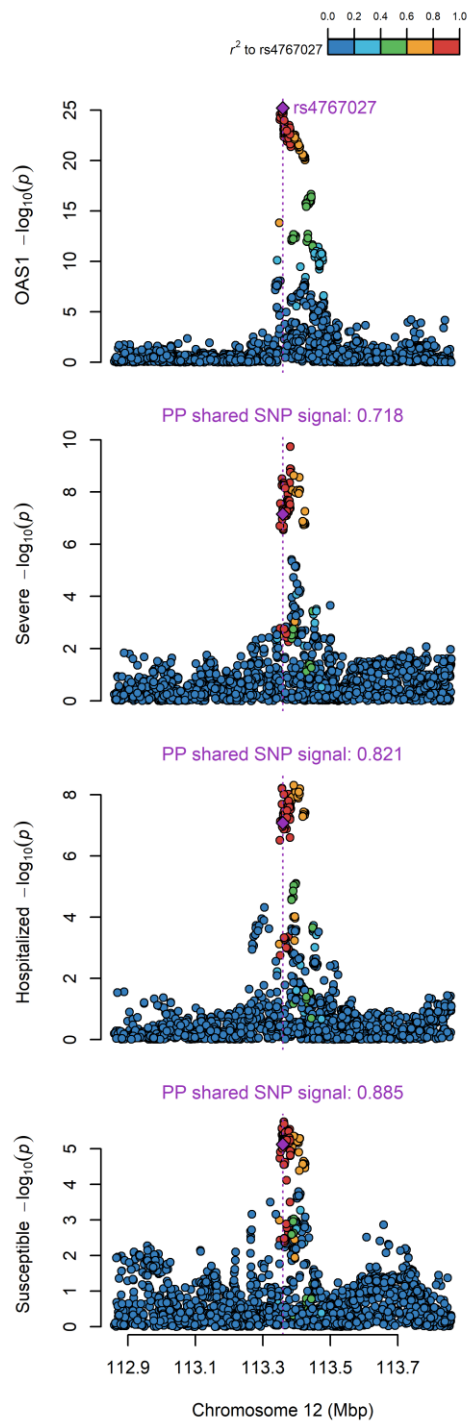 0.0 0.2 0.4 0.6 0.8 1.0
r² to rs4767027
rs4767027
OAS1 −log₁₀(p)
25
20
15
10
5
0
PP shared SNP signal: 0.718
Severe −log₁₀(p)
10
8
6
4
2
0
PP shared SNP signal: 0.821
Hospitalized −log₁₀(p)
8
6
4
2
0
PP shared SNP signal: 0.885
Susceptible −log₁₀(p)
5
4
3
2
1
0
112.9 113.1 113.3 113.5 113.7
Chromosome 12 (Mbp)